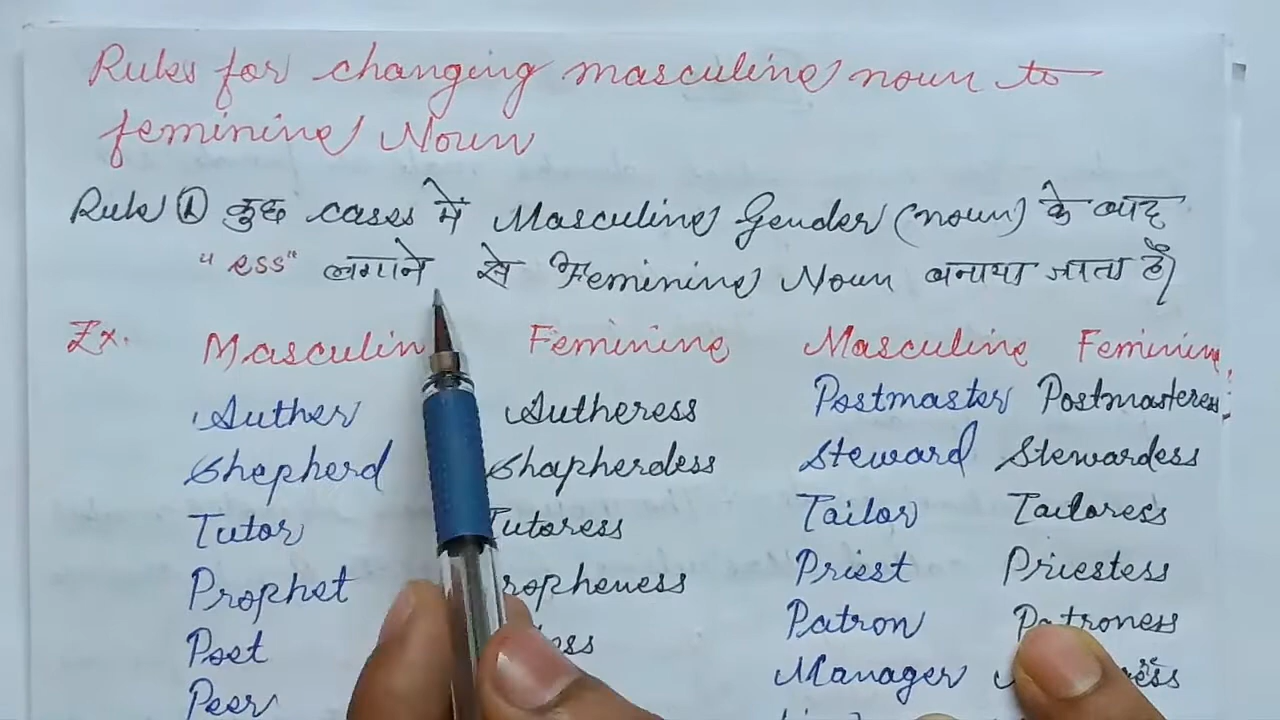 Rules for changing masculine noun to
feminine Noun
Rule ① कुछ cases में Masculine Gender (noun) के बाद
"ess" लगाने से Feminine Noun बनाया जाता है।
Ex. Masculin Feminine Masculine Feminine
Auther Autheress Postmaster Postmasteress
Shepherd Shapherdess Steward Stewardess
Tutor Tutoress Tailor Tailoress
Prophet Priest Priestess
Poet Patron Patroness
Peer Manager